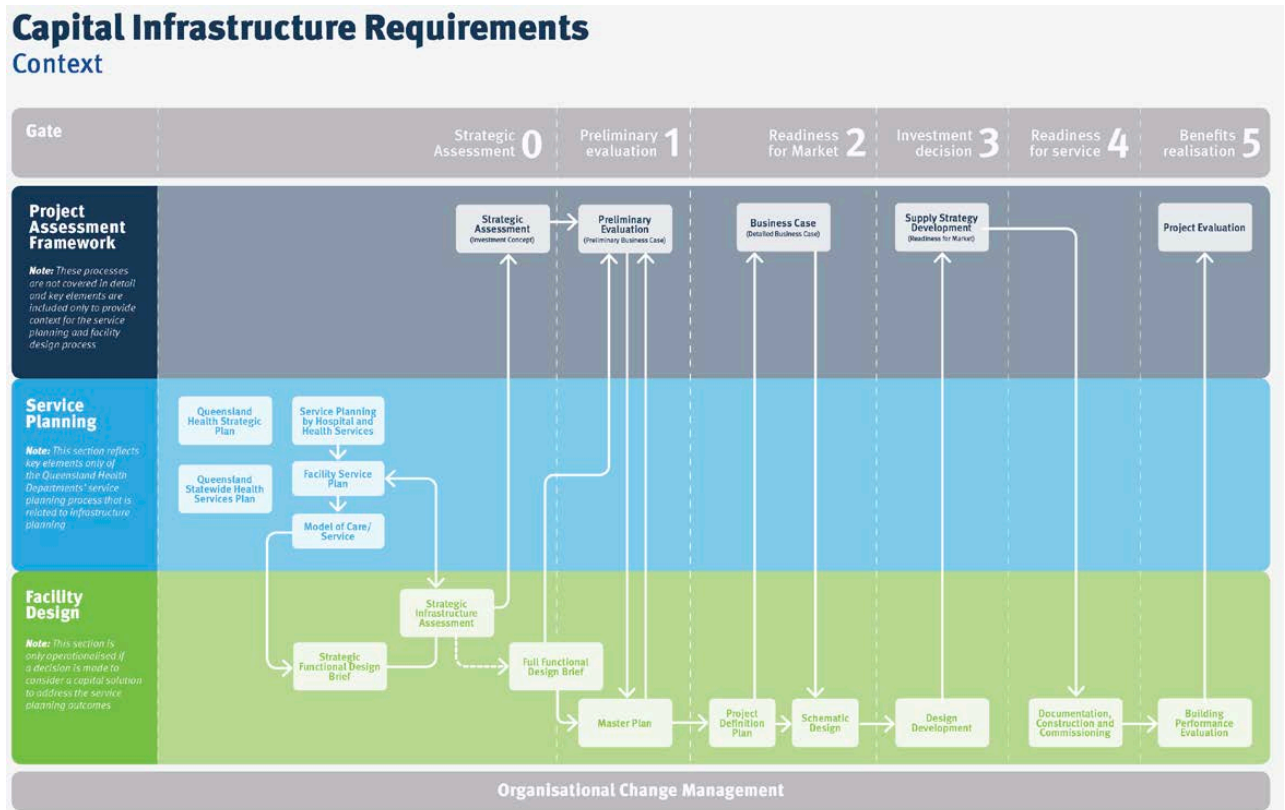 Capital Infrastructure Requirements
Context
Gate
Strategic
Assessment 0
Preliminary
evaluation 1
Readiness
for Market 2
Investment
decision 3
Readiness
for service 4
Benefits
realisation 5
Project
Assessment
Framework
Note: These processes
are not covered in detail
and key elements are
included only to provide
context for the service
planning and facility
design process
Strategic
Assessment
(Investment Concept)
Preliminary
Evaluation
(Preliminary Business Case)
Business Case
(Detailed Business Case)
Supply Strategy
Development
(Readiness for Market)
Project Evaluation
Service
Planning
Note: This section reflects
key elements only of
the Queensland Health
Departments' service
planning process that is
related to infrastructure
planning
Queensland
Health Strategic
Plan
Service Planning
by Hospital and
Health Services
Queensland
Statewide Health
Services Plan
Facility Service
Plan
Model of Care/
Service
Facility
Design
Note: This section is
only operationalised if
a decision is made to
consider a capital solution
to address the service
planning outcomes
Strategic
Infrastructure
Assessment
Strategic
Functional Design
Brief
Full Functional
Design Brief
Master Plan
Project
Definition
Plan
Schematic
Design
Design
Development
Documentation,
Construction and
Commissioning
Building
Performance
Evaluation
Organisational Change Management